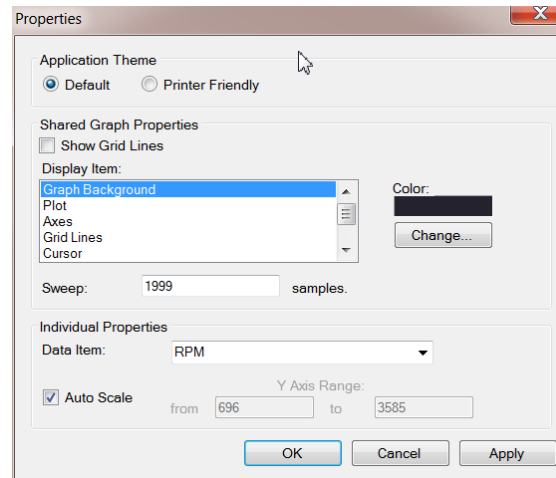 Properties
Application Theme
Default Printer Friendly
Shared Graph Properties
Show Grid Lines
Display Item:
Graph Background
Plot
Axes
Grid Lines
Cursor
Color:
Change...
Sweep: 1999 samples.
Individual Properties
Data Item: RPM
Auto Scale
Y Axis Range:
from 696 to 3585
OK Cancel Apply